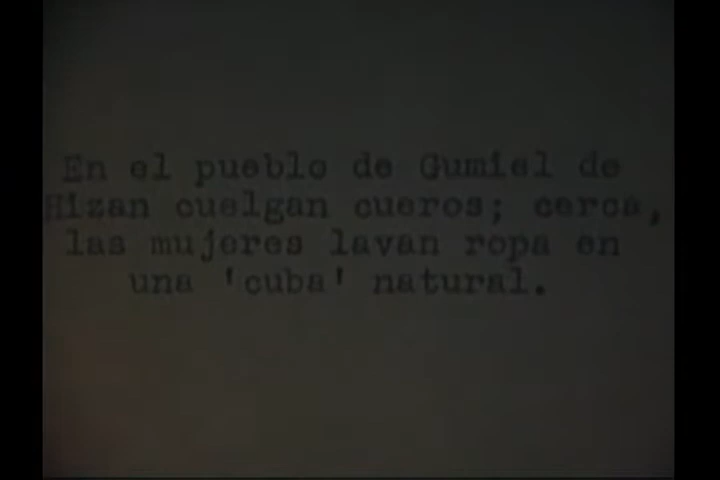 En el pueblo de Gumiel de
Hizan cuelgan cueros; cerca,
las mujeres lavan ropa en
una 'cuba' natural.